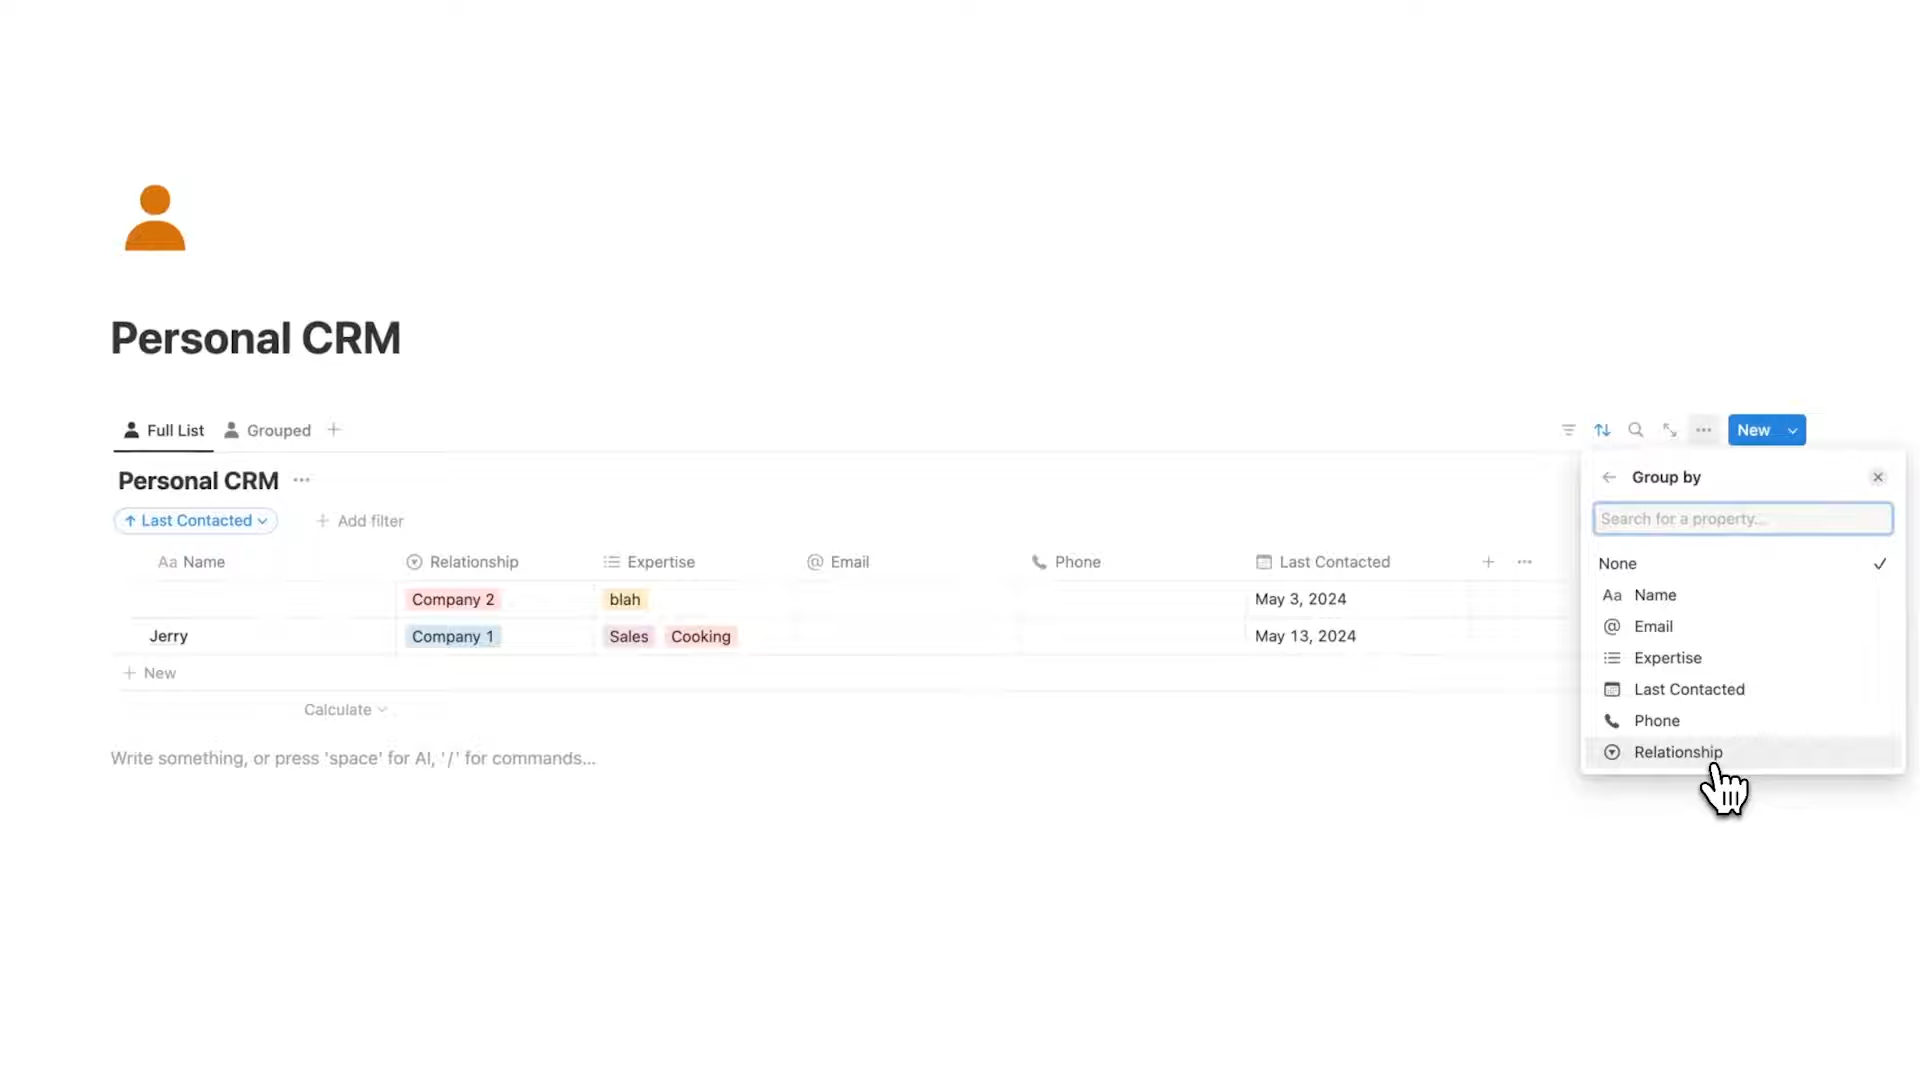 Personal CRM
Full List Grouped
New
Personal CRM
Last Contacted Add filter
Aa Name Relationship Expertise @ Email Phone Last Contacted
Company 2 blah May 3, 2024
Jerry Company 1 Sales Cooking May 13, 2024
+ New
Calculate
Write something, or press 'space' for AI, '/' for commands...
Group by
Search for a property...
None
Aa Name
@ Email
Expertise
Last Contacted
Phone
Relationship